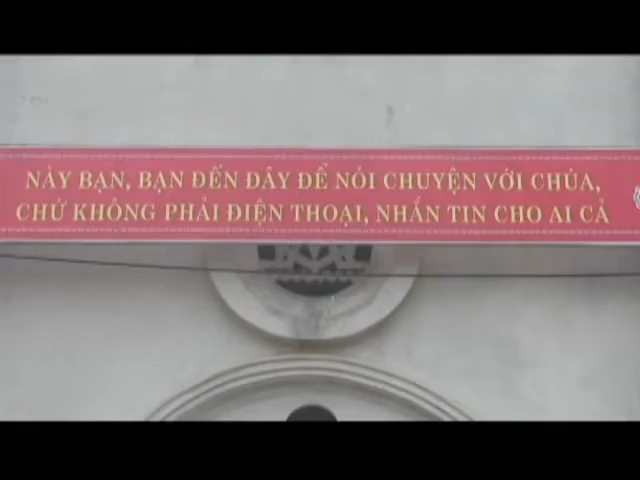 NÀY BẠN, BẠN ĐẾN ĐÂY ĐỂ NÓI CHUYỆN VỚI CHÚA,
CHỨ KHÔNG PHẢI ĐIỆN THOẠI, NHẮN TIN CHO AI CẢ